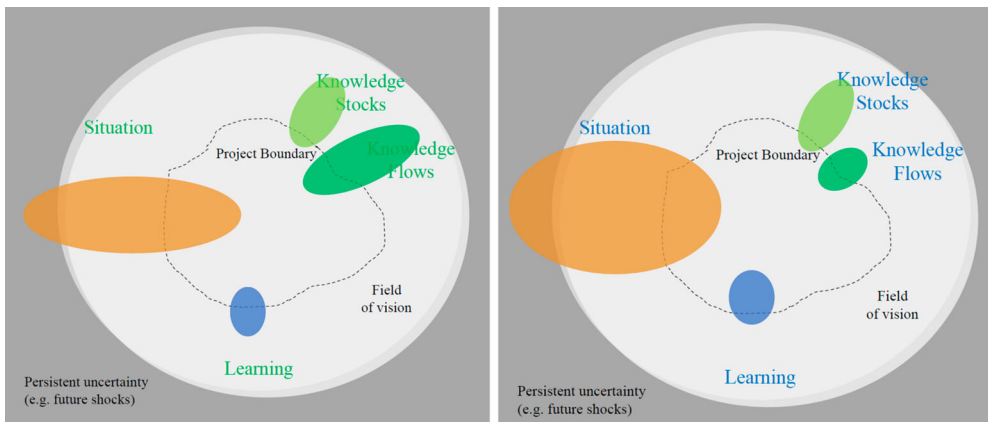 Knowledge
Stocks
Situation
Project Boundary
Knowledge
Flows
Field
of vision
Learning
Persistent uncertainty
(e.g. future shocks)
Knowledge
Stocks
Situation
Project Boundary
Knowledge
Flows
Field
of vision
Learning
Persistent uncertainty
(e.g. future shocks)